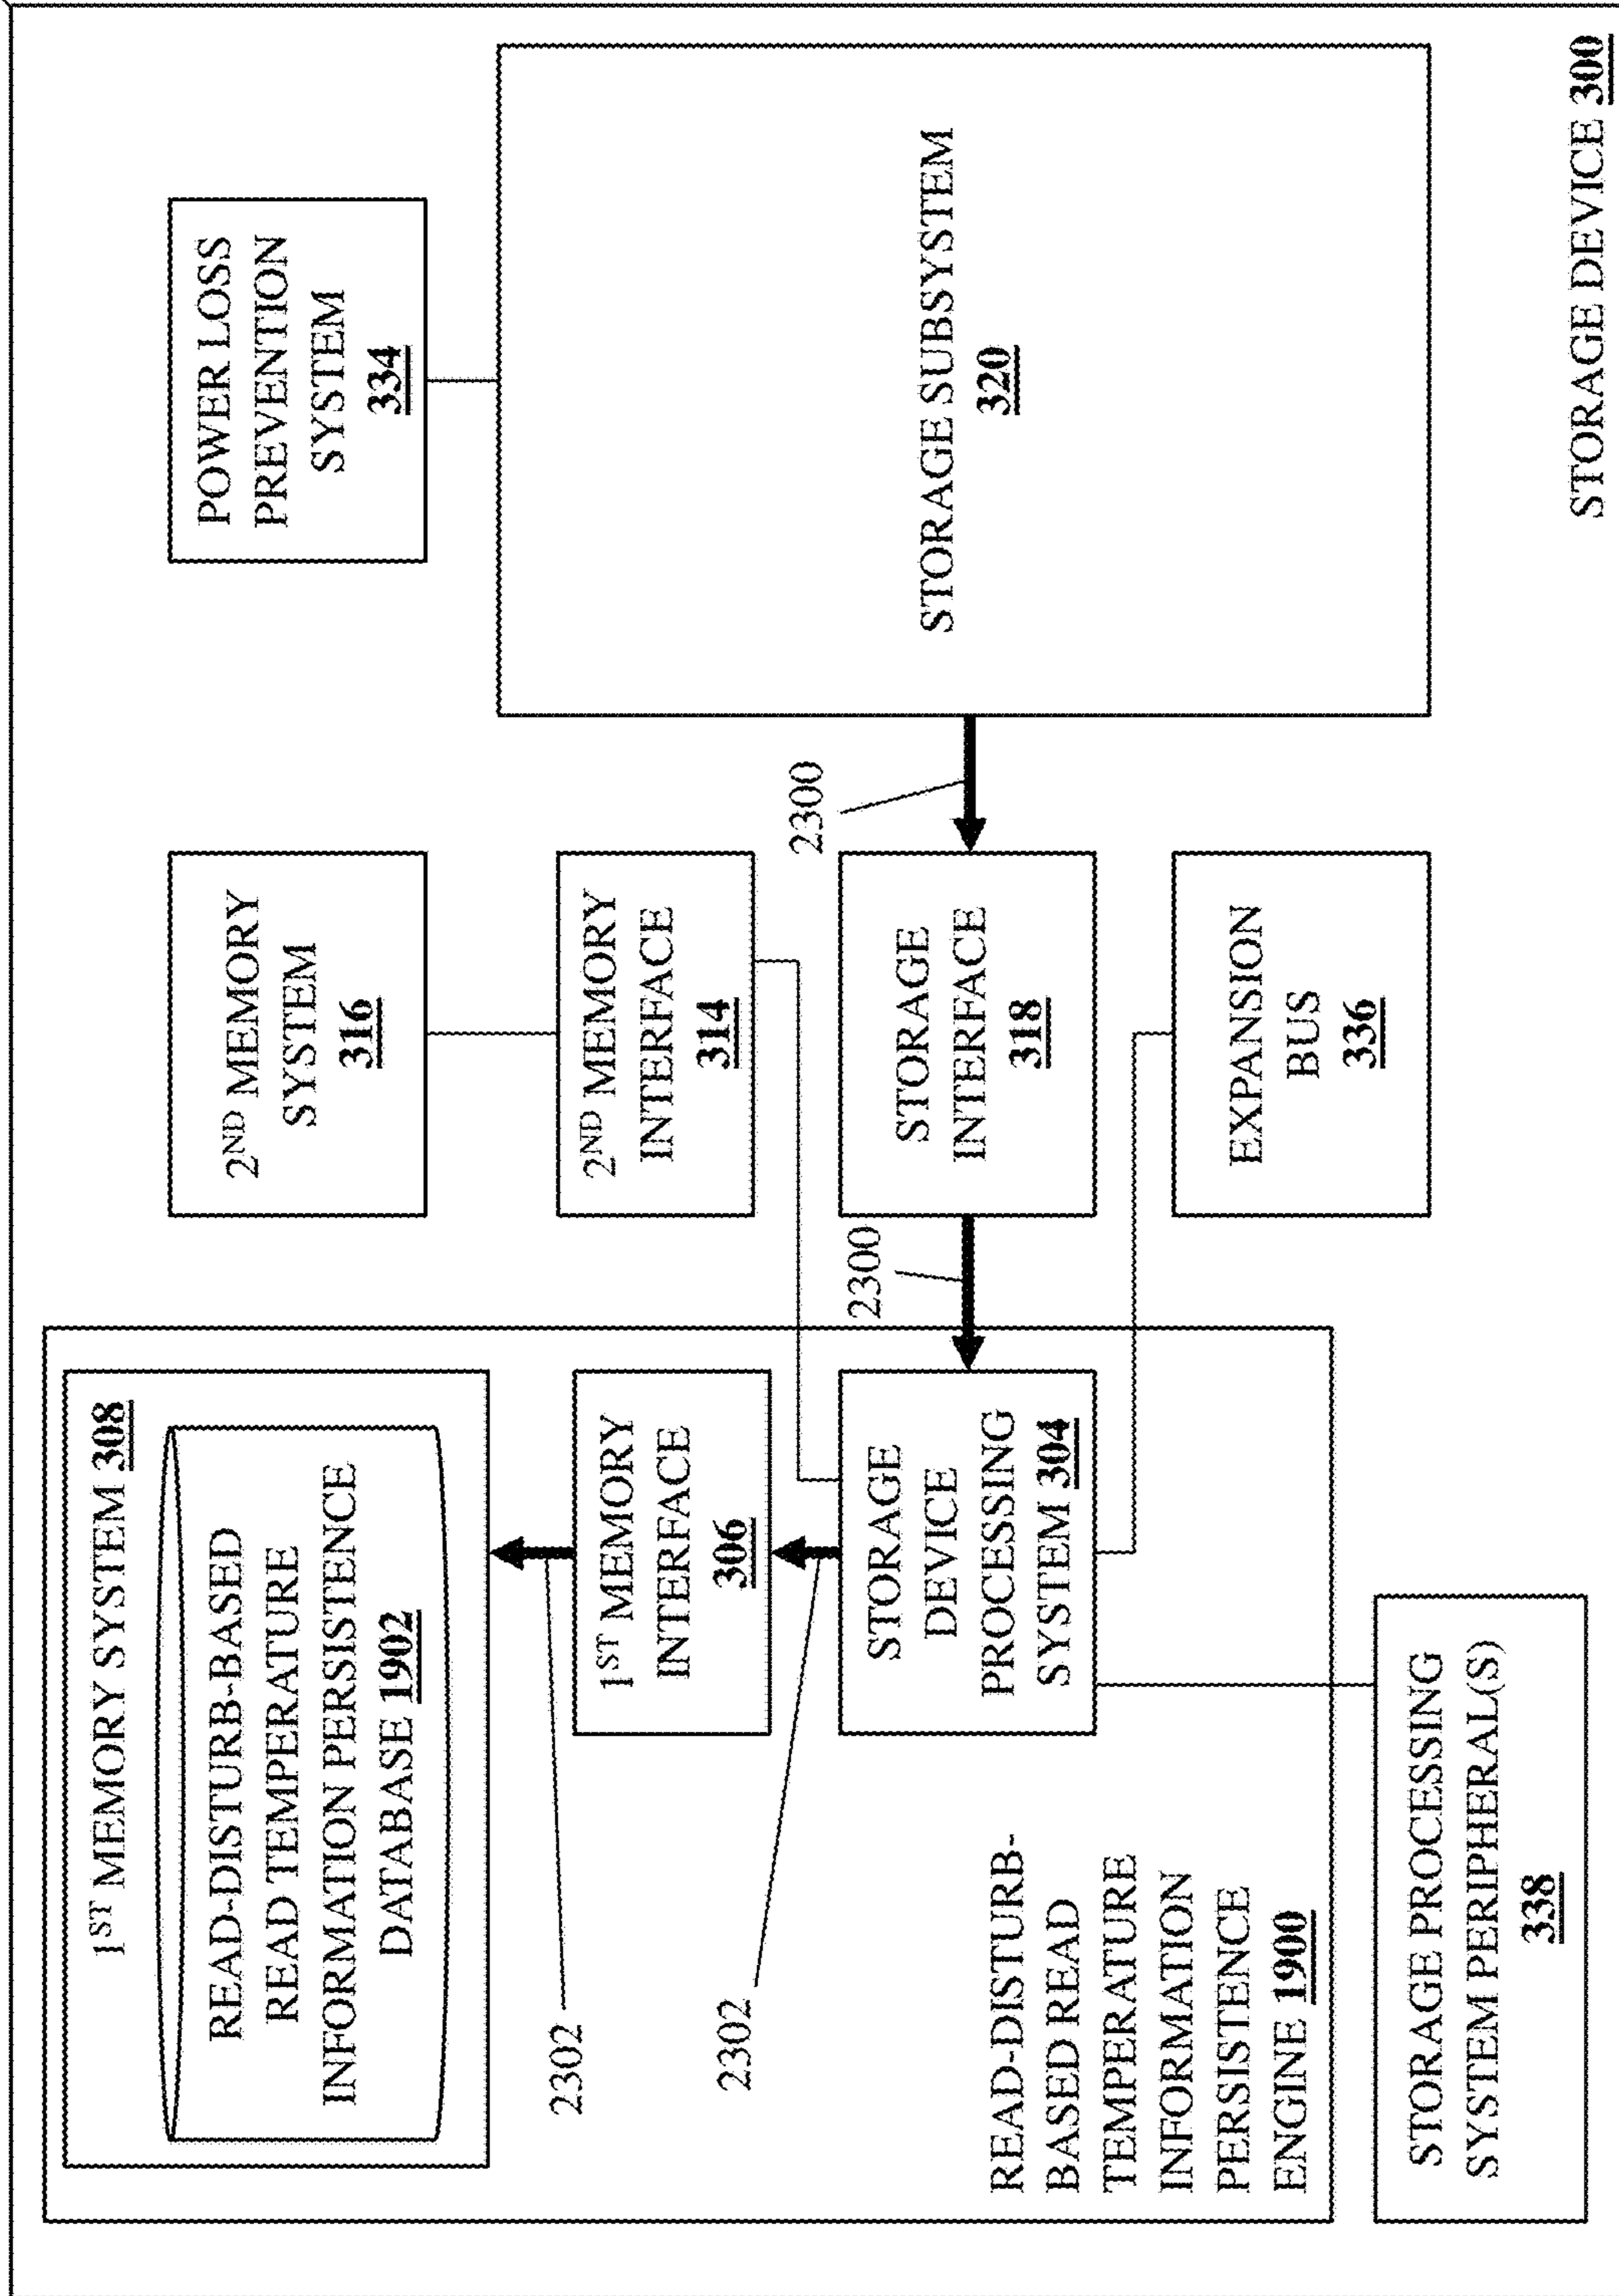 1ST MEMORY SYSTEM 308
READ-DISTURB-BASED
READ TEMPERATURE
INFORMATION PERSISTENCE
DATABASE 1902
2302
1ST MEMORY
INTERFACE
306
2302
STORAGE
DEVICE
PROCESSING
SYSTEM 304
READ-DISTURB-
BASED READ
TEMPERATURE
INFORMATION
PERSISTENCE
ENGINE 1900
STORAGE PROCESSING
SYSTEM PERIPHERAL(S)
338
2ND MEMORY
SYSTEM
316
2ND MEMORY
INTERFACE
314
2300
STORAGE
INTERFACE
318
2300
EXPANSION
BUS
336
POWER LOSS
PREVENTION
SYSTEM
334
STORAGE SUBSYSTEM
320
STORAGE DEVICE 300